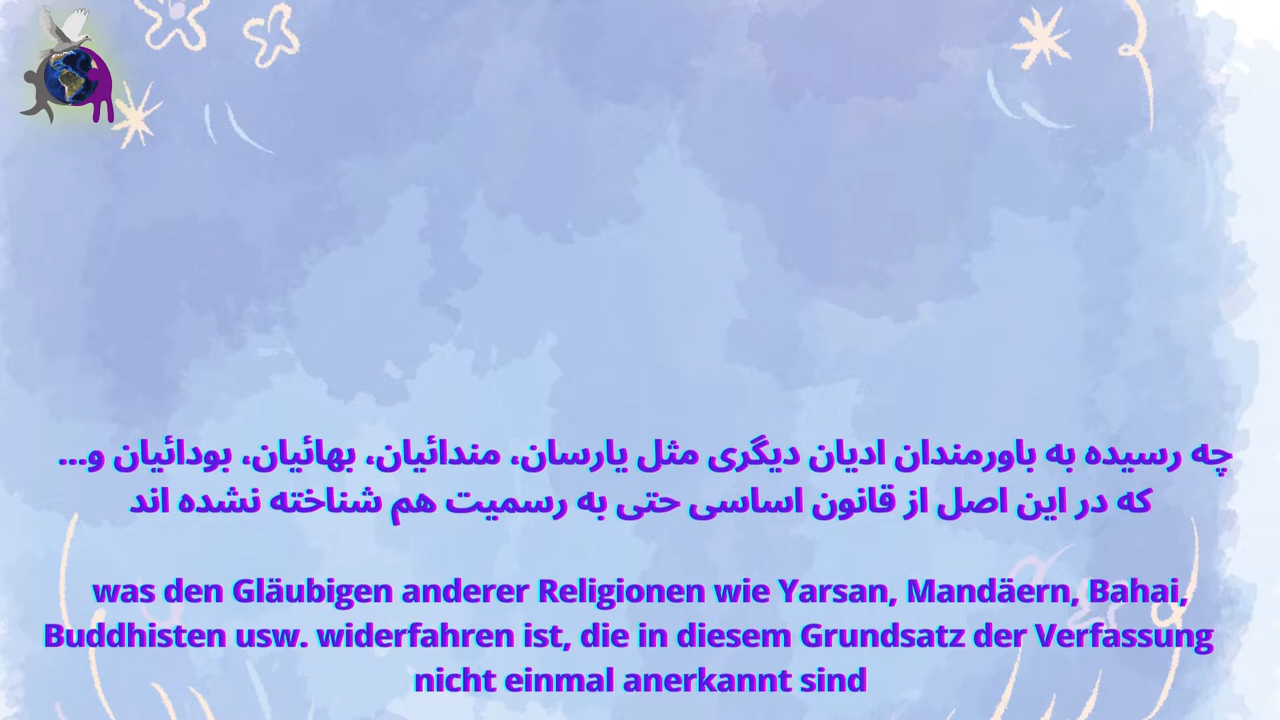 چه رسیده به باورمندان ادیان دیگری مثل یارسان، مندائیان، بهائیان، بودائیان و...
که در این اصل از قانون اساسی حتی به رسمیت هم شناخته نشده اند
was den Gläubigen anderer Religionen wie Yarsan, Mandäern, Bahai,
Buddhisten usw. widerfahren ist, die in diesem Grundsatz der Verfassung
nicht einmal anerkannt sind